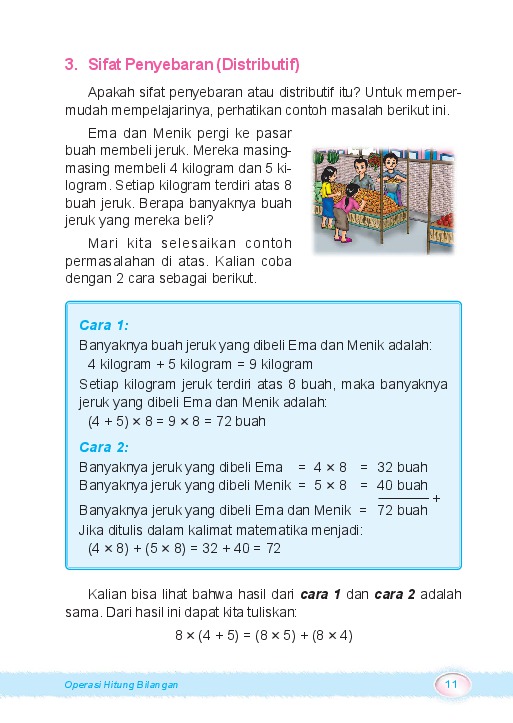 3. Sifat Penyebaran (Distributif)
Apakah sifat penyebaran atau distributif itu? Untuk memper-
mudah mempelajarinya, perhatikan contoh masalah berikut ini.
Ema dan Menik pergi ke pasar
buah membeli jeruk. Mereka masing-
masing membeli 4 kilogram dan 5 ki-
logram. Setiap kilogram terdiri atas 8
buah jeruk. Berapa banyaknya buah
jeruk yang mereka beli?
Mari kita selesaikan contoh
permasalahan di atas. Kalian coba
dengan 2 cara sebagai berikut.
Cara 1:
Banyaknya buah jeruk yang dibeli Ema dan Menik adalah:
4 kilogram + 5 kilogram = 9 kilogram
Setiap kilogram jeruk terdiri atas 8 buah, maka banyaknya
jeruk yang dibeli Ema dan Menik adalah:
(4 + 5) × 8 = 9 × 8 = 72 buah
Cara 2:
Banyaknya jeruk yang dibeli Ema = 4 × 8 = 32 buah
Banyaknya jeruk yang dibeli Menik = 5 × 8 = 40 buah
+
Banyaknya jeruk yang dibeli Ema dan Menik = 72 buah
Jika ditulis dalam kalimat matematika menjadi:
(4 × 8) + (5 × 8) = 32 + 40 = 72
Kalian bisa lihat bahwa hasil dari cara 1 dan cara 2 adalah
sama. Dari hasil ini dapat kita tuliskan:
8 × (4 + 5) = (8 × 5) + (8 × 4)
Operasi Hitung Bilangan 11